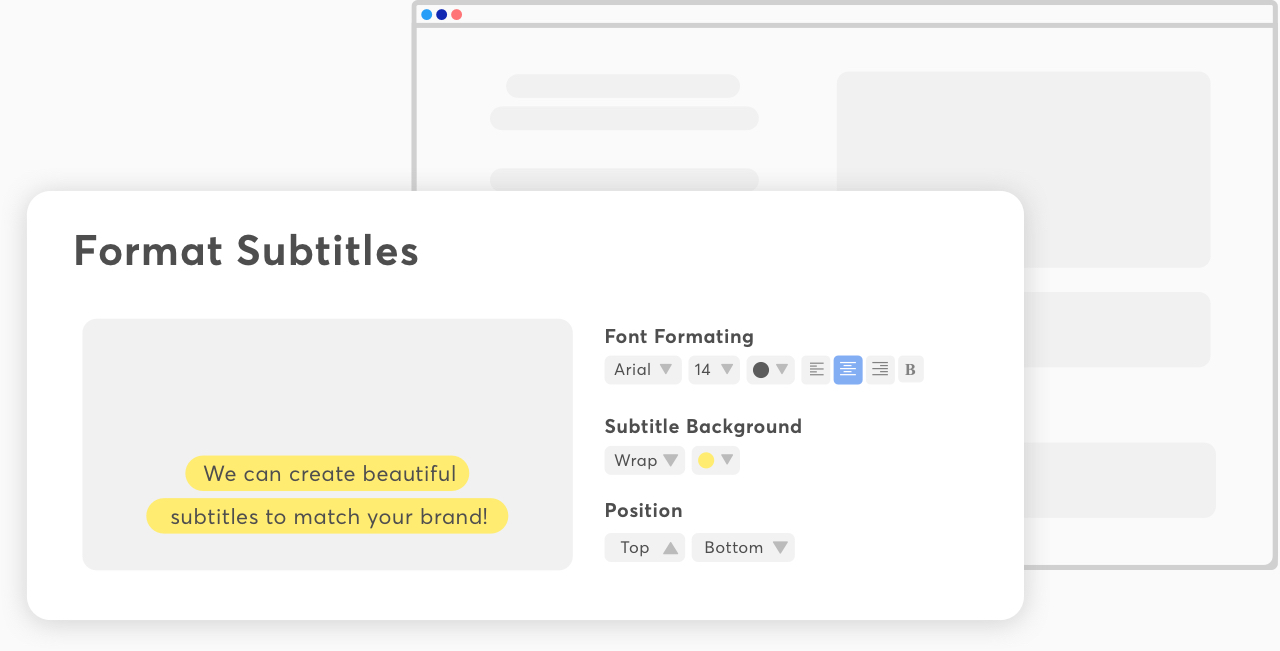 Format Subtitles
We can create beautiful
subtitles to match your brand!
Font Formating
Arial 14 B
Subtitle Background
Wrap
Position
Top Bottom